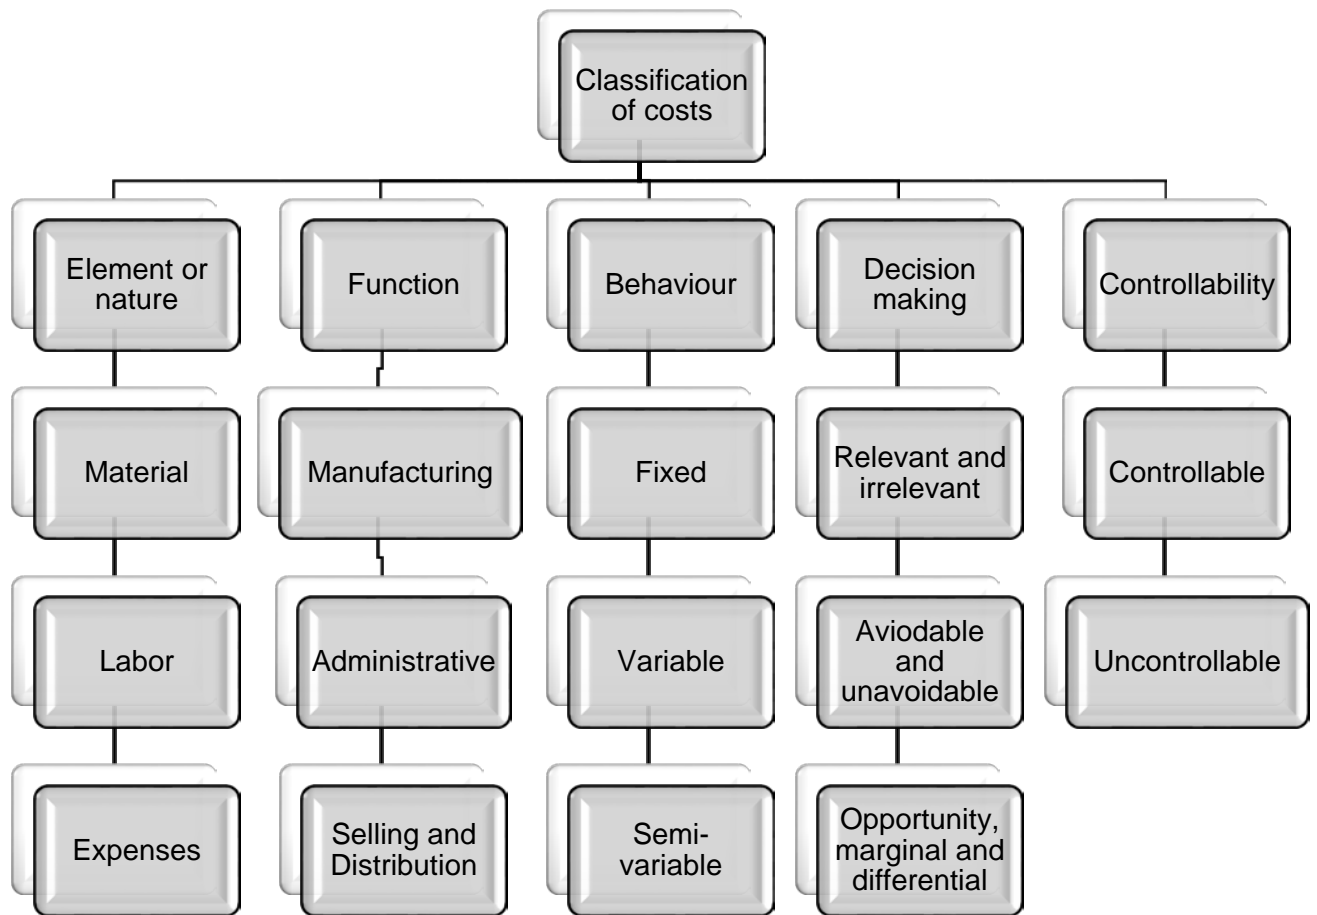 Classification
of costs
Element or
nature
Function
Behaviour
Decision
making
Controllability
Material
Manufacturing
Fixed
Relevant and
irrelevant
Controllable
Labor
Administrative
Variable
Aviodable
and
unavoidable
Uncontrollable
Expenses
Selling and
Distribution
Semi-
variable
Opportunity,
marginal and
differential